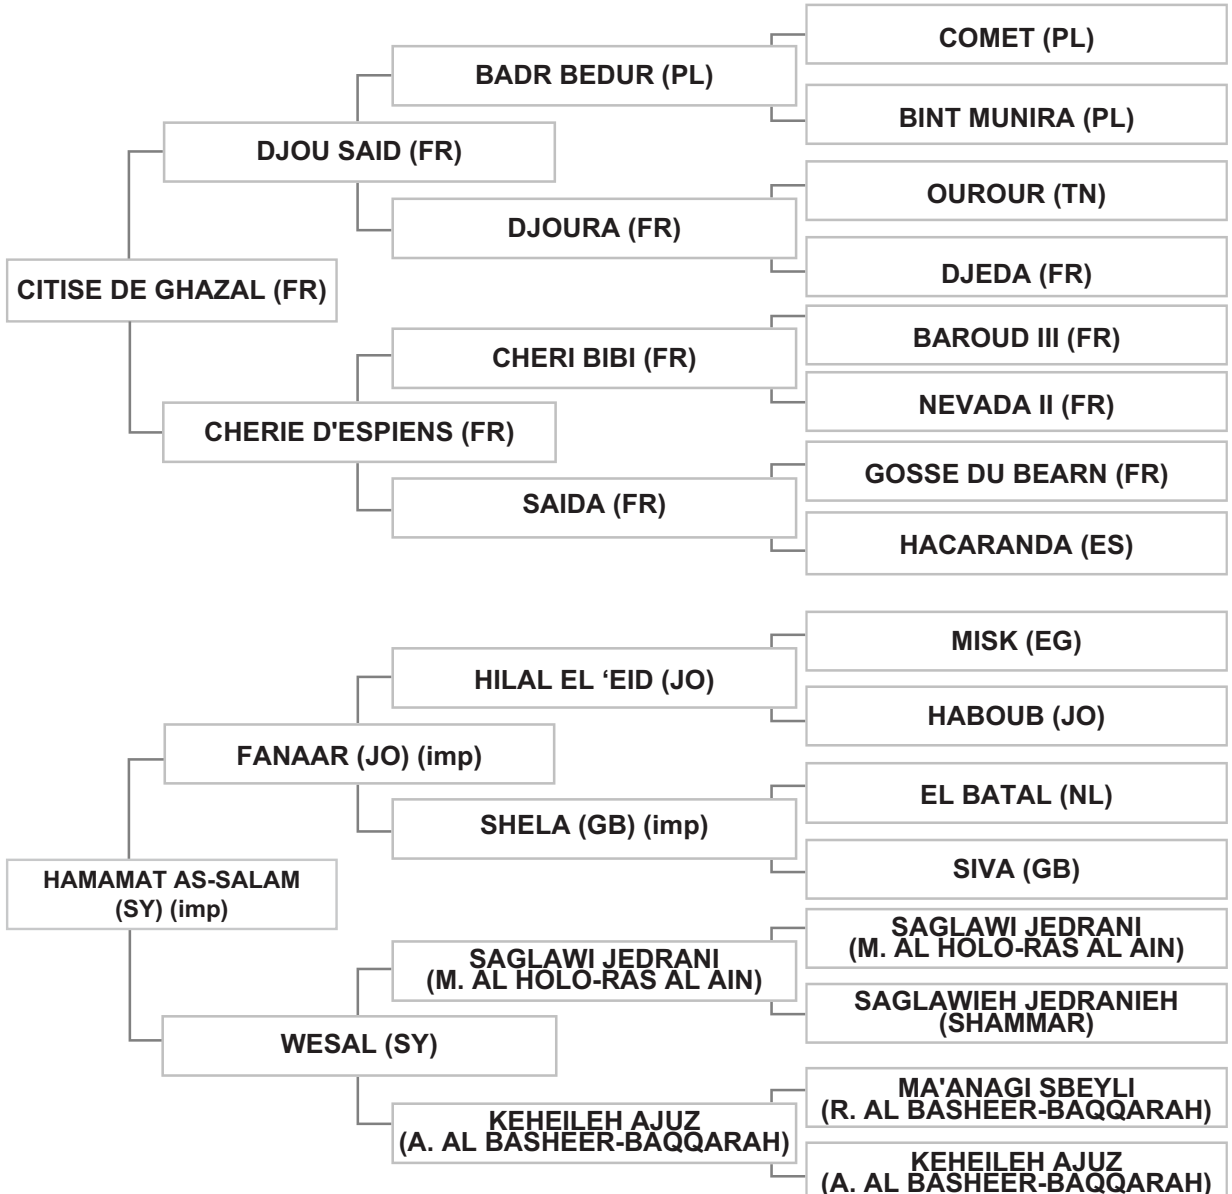 COMET (PL)
BADR BEDUR (PL)
BINT MUNIRA (PL)
DJOU SAID (FR)
OUROUR (TN)
DJOURA (FR)
DJEDA (FR)
CITISE DE GHAZAL (FR)
BAROUD III (FR)
CHERI BIBI (FR)
NEVADA II (FR)
CHERIE D'ESPIENS (FR)
GOSSE DU BEARN (FR)
SAIDA (FR)
HACARANDA (ES)
MISK (EG)
HILAL EL ‘EID (JO)
HABOUB (JO)
FANAAR (JO) (imp)
EL BATAL (NL)
SHELA (GB) (imp)
SIVA (GB)
HAMAMAT AS-SALAM
(SY) (imp)
SAGLAWI JEDRANI
(M. AL HOLO-RAS AL AIN)
SAGLAWI JEDRANI
(M. AL HOLO-RAS AL AIN)
SAGLAWIEH JEDRANIEH
(SHAMMAR)
WESAL (SY)
MA'ANAGI SBEYLI
(R. AL BASHEER-BAQQARAH)
KEHEILEH AJUZ
(A. AL BASHEER-BAQQARAH)
KEHEILEH AJUZ
(A. AL BASHEER-BAQQARAH)